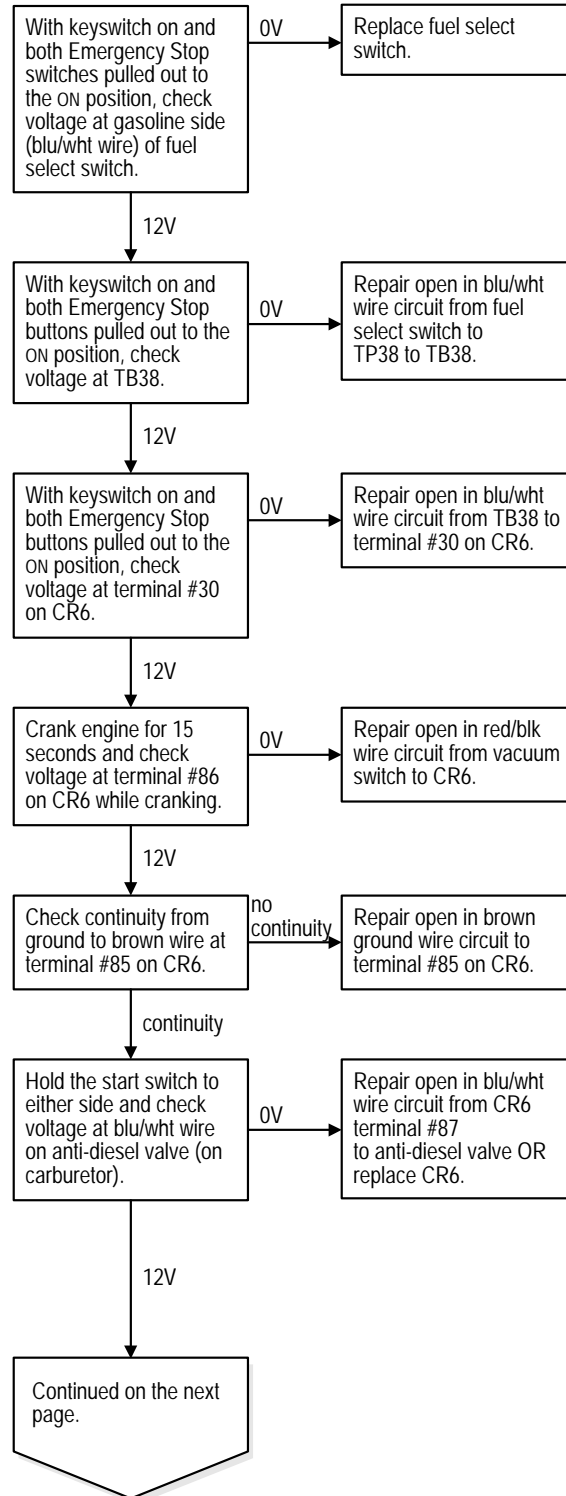 With keyswitch on and
both Emergency Stop
switches pulled out to
the ON position, check
voltage at gasoline side
(blu/wht wire) of fuel
select switch.
0V
Replace fuel select
switch.
12V
With keyswitch on and
both Emergency Stop
buttons pulled out to the
ON position, check
voltage at TB38.
0V
Repair open in blu/wht
wire circuit from fuel
select switch to
TP38 to TB38.
12V
With keyswitch on and
both Emergency Stop
buttons pulled out to the
ON position, check
voltage at terminal #30
on CR6.
0V
Repair open in blu/wht
wire circuit from TB38 to
terminal #30 on CR6.
12V
Crank engine for 15
seconds and check
voltage at terminal #86
on CR6 while cranking.
0V
Repair open in red/blk
wire circuit from vacuum
switch to CR6.
12V
Check continuity from
ground to brown wire at
terminal #85 on CR6.
no
continuity
Repair open in brown
ground wire circuit to
terminal #85 on CR6.
continuity
Hold the start switch to
either side and check
voltage at blu/wht wire
on anti-diesel valve (on
carburetor).
0V
Repair open in blu/wht
wire circuit from CR6
terminal #87
to anti-diesel valve OR
replace CR6.
12V
Continued on the next
page.